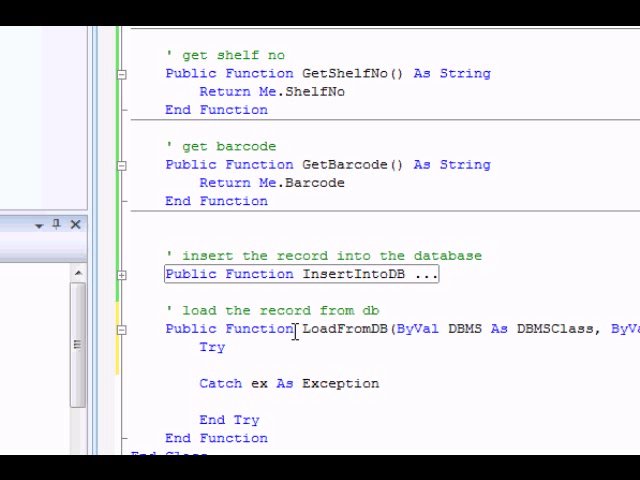 ' get shelf no
Public Function GetShelfNo() As String
Return Me.ShelfNo
End Function
' get barcode
Public Function GetBarcode() As String
Return Me.Barcode
End Function
' insert the record into the database
Public Function InsertIntoDB ...
' load the record from db
Public Function LoadFromDB(ByVal DBMS As DBMSClass, ByVa
Try
Catch ex As Exception
End Try
End Function
End Class